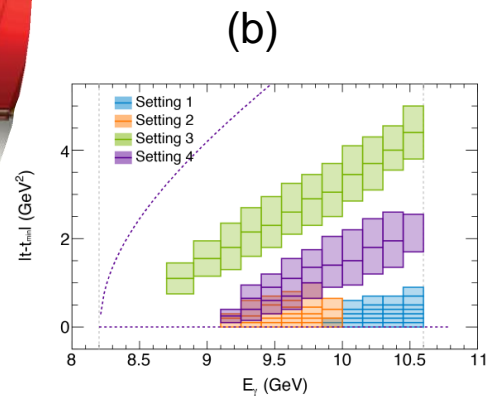 (b)
Setting 1
Setting 2
Setting 3
Setting 4
4
2
0
|t-tₘᵢₙ| (GeV²)
8 8.5 9 9.5 10 10.5 11
Eᵧ (GeV)